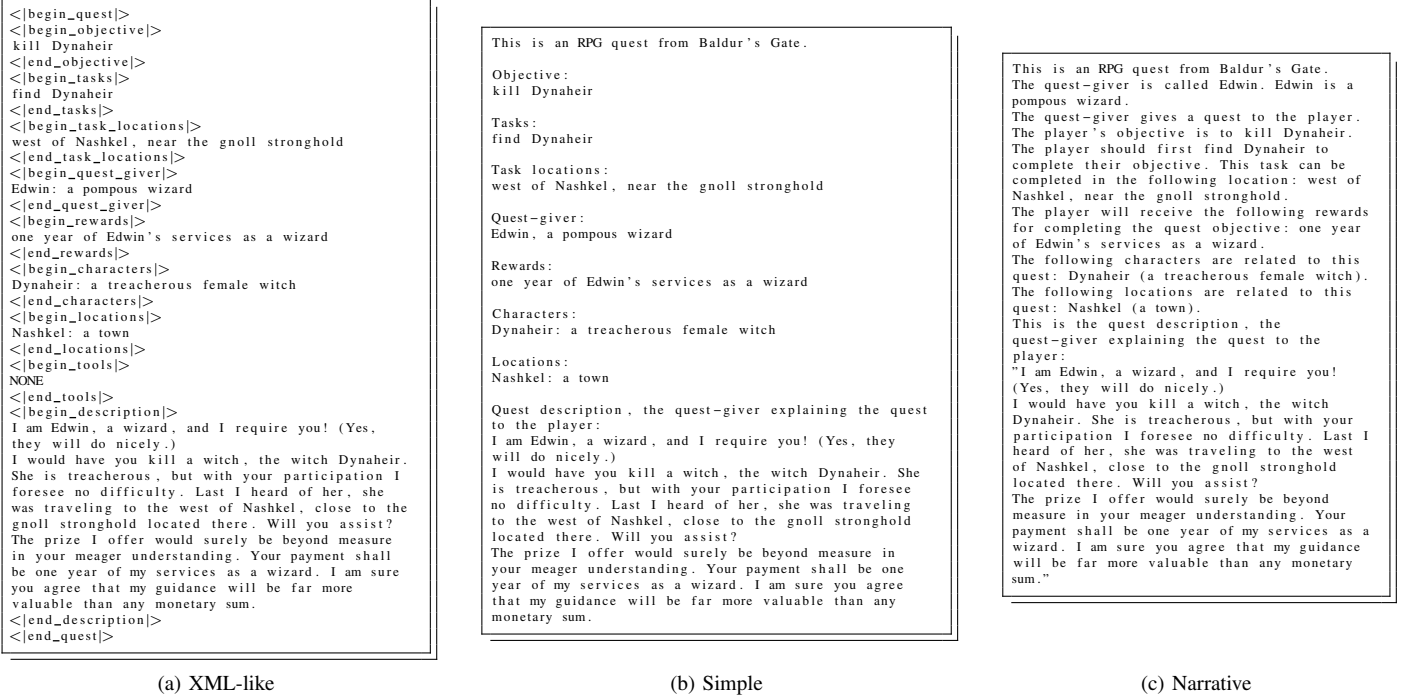 <|begin_quest|>
<|begin_objective|>
kill Dynaheir
<|end_objective|>
<|begin_tasks|>
find Dynaheir
<|end_tasks|>
<|begin_task_locations|>
west of Nashkel, near the gnoll stronghold
<|end_task_locations|>
<|begin_quest_giver|>
Edwin: a pompous wizard
<|end_quest_giver|>
<|begin_rewards|>
one year of Edwin's services as a wizard
<|end_rewards|>
<|begin_characters|>
Dynaheir: a treacherous female witch
<|end_characters|>
<|begin_locations|>
Nashkel: a town
<|end_locations|>
<|begin_tools|>
NONE
<|end_tools|>
<|begin_description|>
I am Edwin, a wizard, and I require you! (Yes,
they will do nicely.)
I would have you kill a witch, the witch Dynaheir.
She is treacherous, but with your participation I
foresee no difficulty. Last I heard of her, she
was traveling to the west of Nashkel, close to the
gnoll stronghold located there. Will you assist?
The prize I offer would surely be beyond measure
in your meager understanding. Your payment shall
be one year of my services as a wizard. I am sure
you agree that my guidance will be far more
valuable than any monetary sum.
<|end_description|>
<|end_quest|>
(a) XML-like
This is an RPG quest from Baldur's Gate.
Objective:
kill Dynaheir
Tasks:
find Dynaheir
Task locations:
west of Nashkel, near the gnoll stronghold
Quest-giver:
Edwin, a pompous wizard
Rewards:
one year of Edwin's services as a wizard
Characters:
Dynaheir: a treacherous female witch
Locations:
Nashkel: a town
Quest description, the quest-giver explaining the quest
to the player:
I am Edwin, a wizard, and I require you! (Yes, they
will do nicely.)
I would have you kill a witch, the witch Dynaheir. She
is treacherous, but with your participation I foresee
no difficulty. Last I heard of her, she was traveling
to the west of Nashkel, close to the gnoll stronghold
located there. Will you assist?
The prize I offer would surely be beyond measure in
your meager understanding. Your payment shall be one
year of my services as a wizard. I am sure you agree
that my guidance will be far more valuable than any
monetary sum.
(b) Simple
This is an RPG quest from Baldur's Gate.
The quest-giver is called Edwin. Edwin is a
pompous wizard.
The quest-giver gives a quest to the player.
The player's objective is to kill Dynaheir.
The player should first find Dynaheir to
complete their objective. This task can be
completed in the following location: west of
Nashkel, near the gnoll stronghold.
The player will receive the following rewards
for completing the quest objective: one year
of Edwin's services as a wizard.
The following characters are related to this
quest: Dynaheir (a treacherous female witch).
The following locations are related to this
quest: Nashkel (a town).
This is the quest description, the
quest-giver explaining the quest to the
player:
"I am Edwin, a wizard, and I require you!
(Yes, they will do nicely.)
I would have you kill a witch, the witch
Dynaheir. She is treacherous, but with your
participation I foresee no difficulty. Last I
heard of her, she was traveling to the west
of Nashkel, close to the gnoll stronghold
located there. Will you assist?
The prize I offer would surely be beyond
measure in your meager understanding. Your
payment shall be one year of my services as a
wizard. I am sure you agree that my guidance
will be far more valuable than any monetary
sum."
(c) Narrative